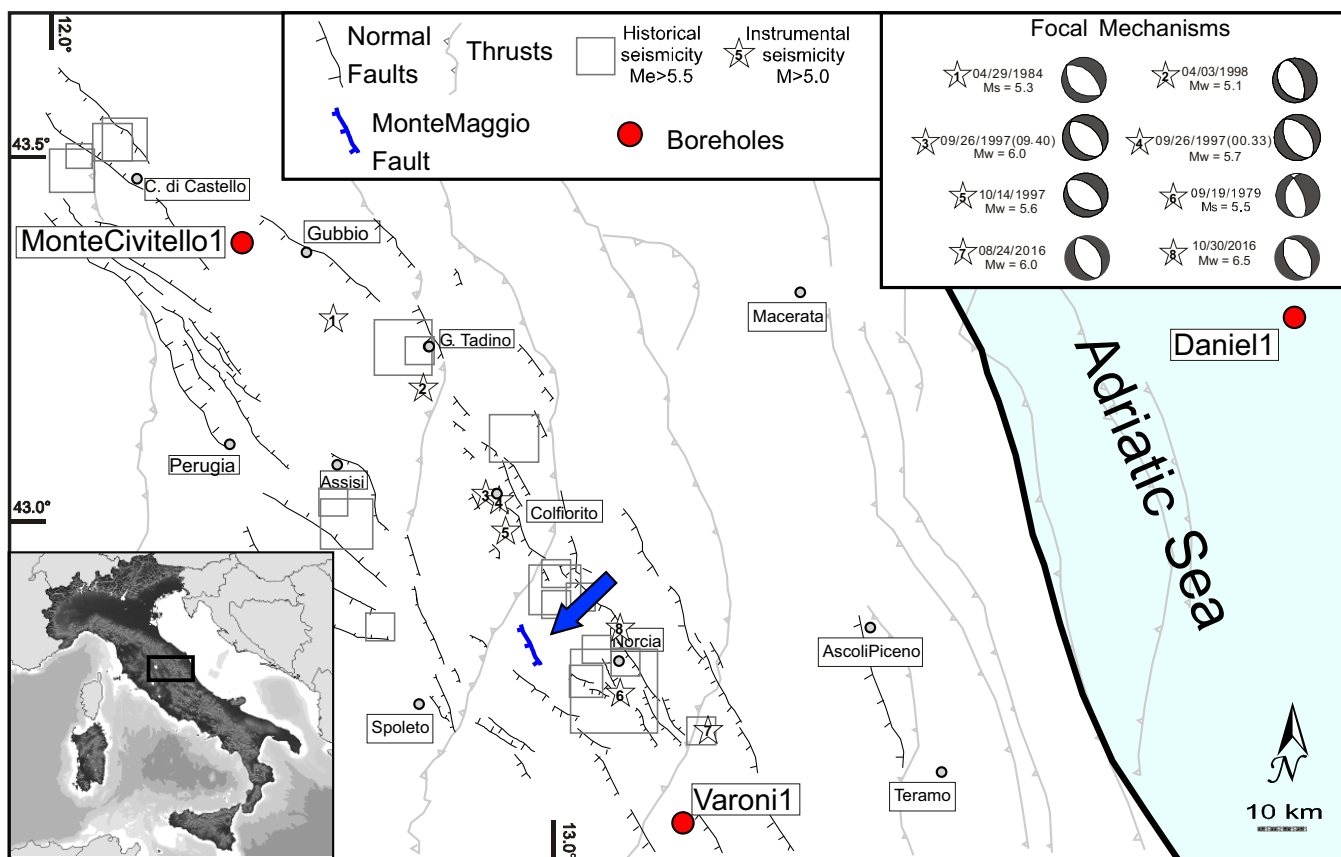 12.0°
43.5°
43.0°
13.0°
Normal
Faults
Thrusts
Historical
seismicity
Me>5.5
5
Instrumental
seismicity
M>5.0
MonteMaggio
Fault
Boreholes
Focal Mechanisms
1
04/29/1984
Ms = 5.3
2
04/03/1998
Mw = 5.1
3
09/26/1997(09.40)
Mw = 6.0
4
09/26/1997(00.33)
Mw = 5.7
5
10/14/1997
Mw = 5.6
6
09/19/1979
Ms = 5.5
7
08/24/2016
Mw = 6.0
8
10/30/2016
Mw = 6.5
C. di Castello
MonteCivitello1
Gubbio
1
G. Tadino
2
Macerata
Daniel1
Adriatic Sea
Perugia
Assisi
3
4
Colfiorito
5
8
Norcia
6
7
AscoliPiceno
Spoleto
Teramo
Varoni1
N
10 km